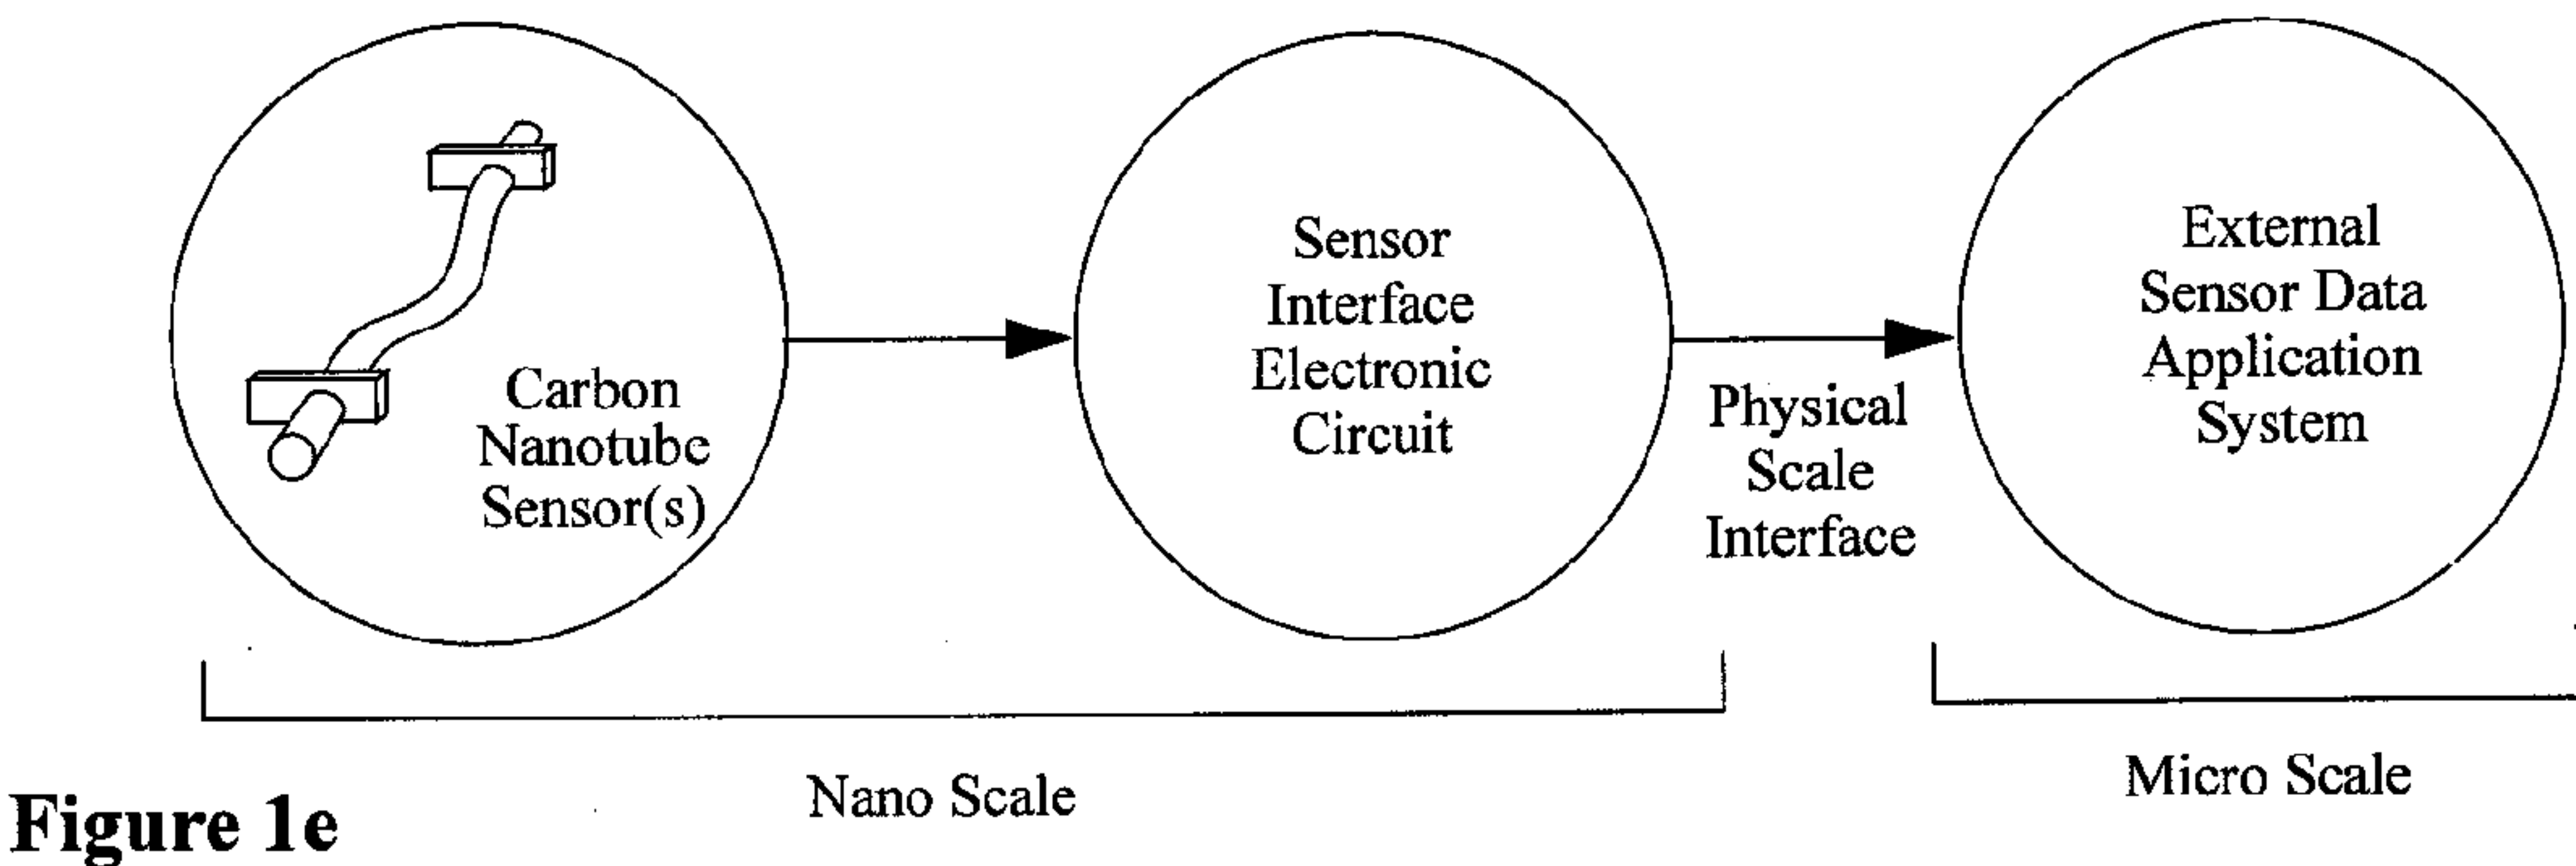 Carbon
Nanotube
Sensor(s)
Sensor
Interface
Electronic
Circuit
Physical
Scale
Interface
External
Sensor Data
Application
System
Nano Scale
Micro Scale
Figure 1e